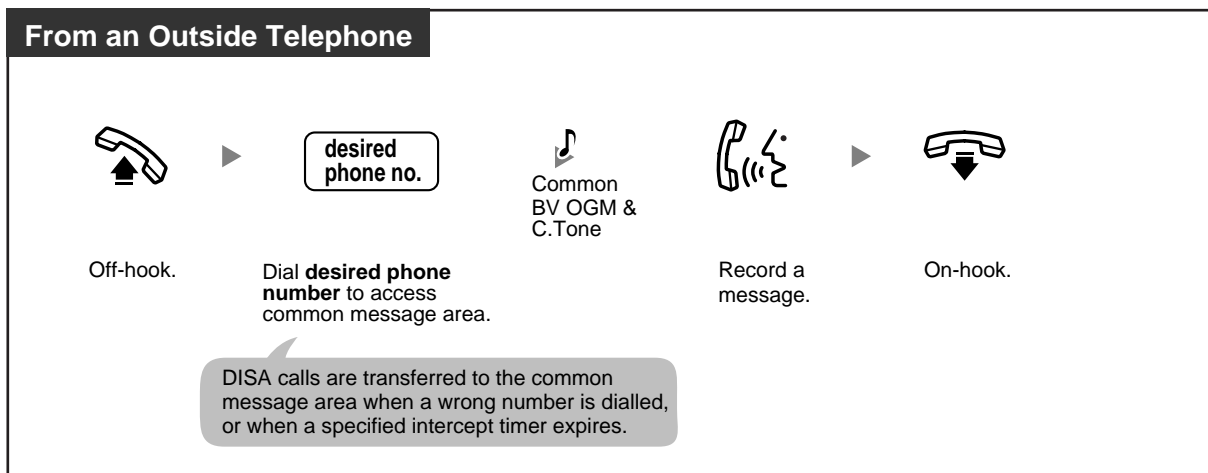 From an Outside Telephone
desired
phone no.
Common
BV OGM &
C.Tone
Off-hook.
Dial desired phone
number to access
common message area.
Record a
message.
On-hook.
DISA calls are transferred to the common
message area when a wrong number is dialled,
or when a specified intercept timer expires.